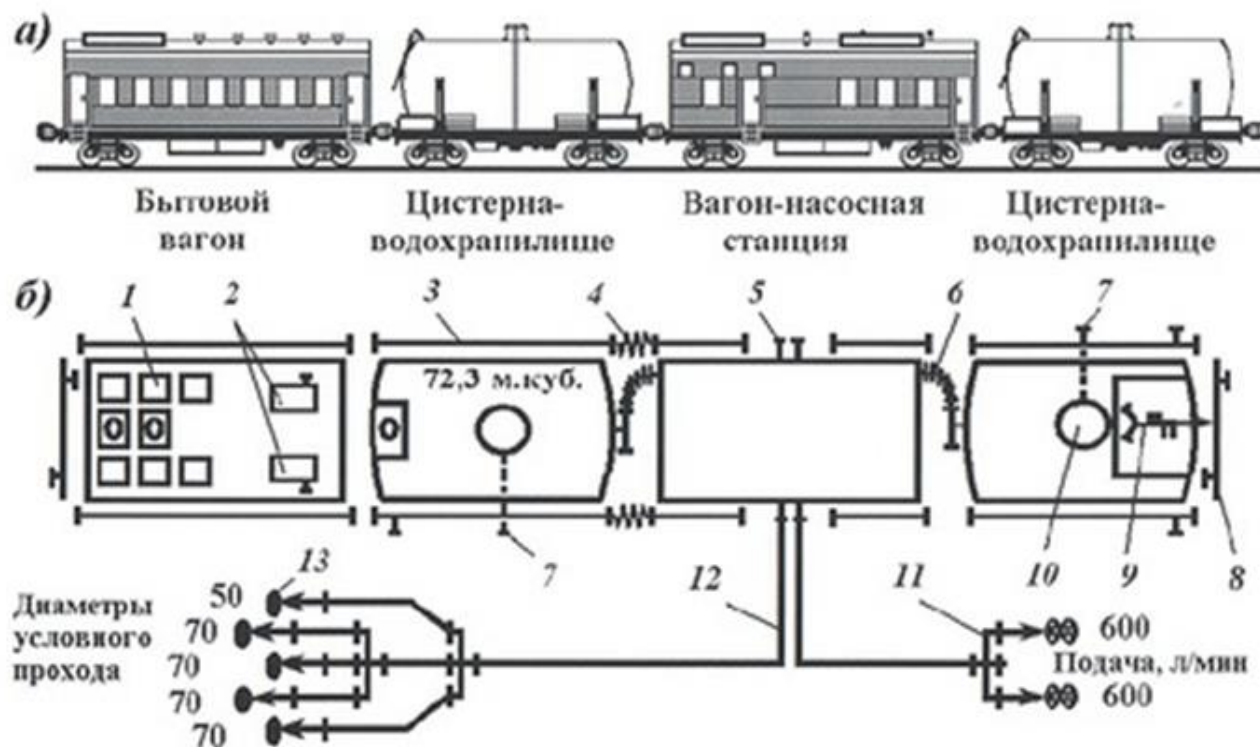 а)
Бытовой
вагон
Цистерна-
водохранилище
Вагон-насосная
станция
Цистерна-
водохранилище
б)
1
2
3
4
5
6
7
72,3 м.куб.
13
7
12
11
10
9
8
Диаметры
условного
прохода
50
70
70
70
70
600
Подача, л/мин
600